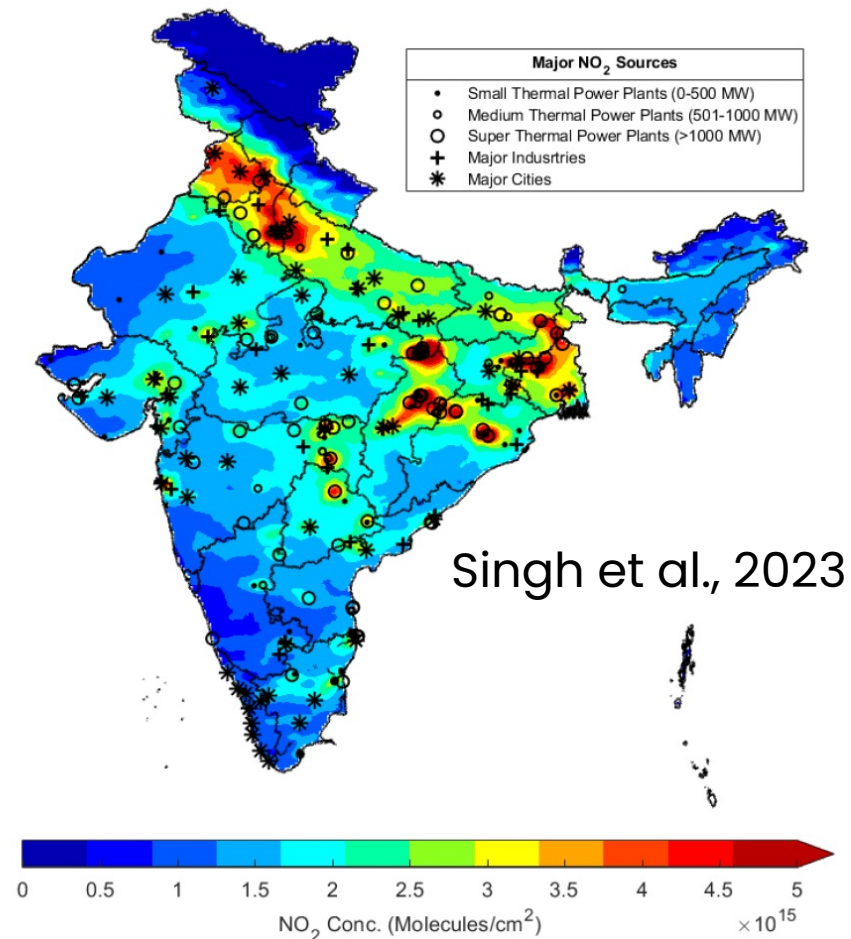 Major NO₂ Sources
Small Thermal Power Plants (0-500 MW)
Medium Thermal Power Plants (501-1000 MW)
Super Thermal Power Plants (>1000 MW)
Major Indusrtries
Major Cities
Singh et al., 2023
0 0.5 1 1.5 2 2.5 3 3.5 4 4.5 5
NO₂ Conc. (Molecules/cm²) ×10¹⁵